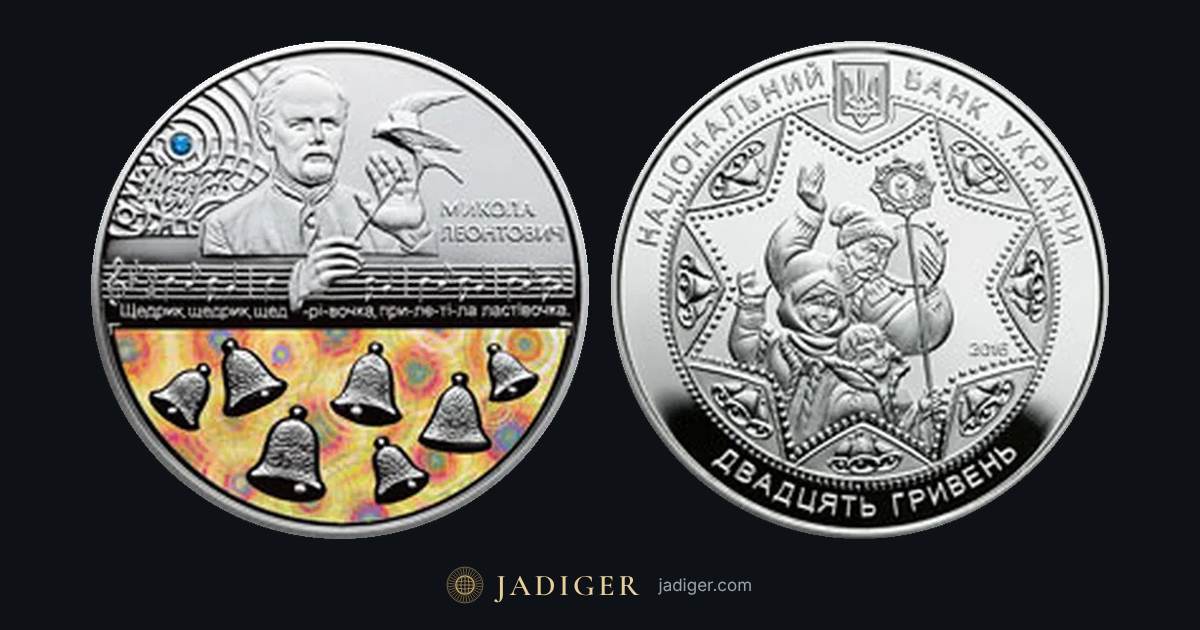 МИКОЛА
ЛЕОНТОВИЧ
Щедрик, щедрик, щед -рі-вочка, при-ле-ті-ла ластівочка.
НАЦІОНАЛЬНИЙ БАНК УКРАЇНИ
2016
ДВАДЦЯТЬ ГРИВЕНЬ
JADIGER jadiger.com